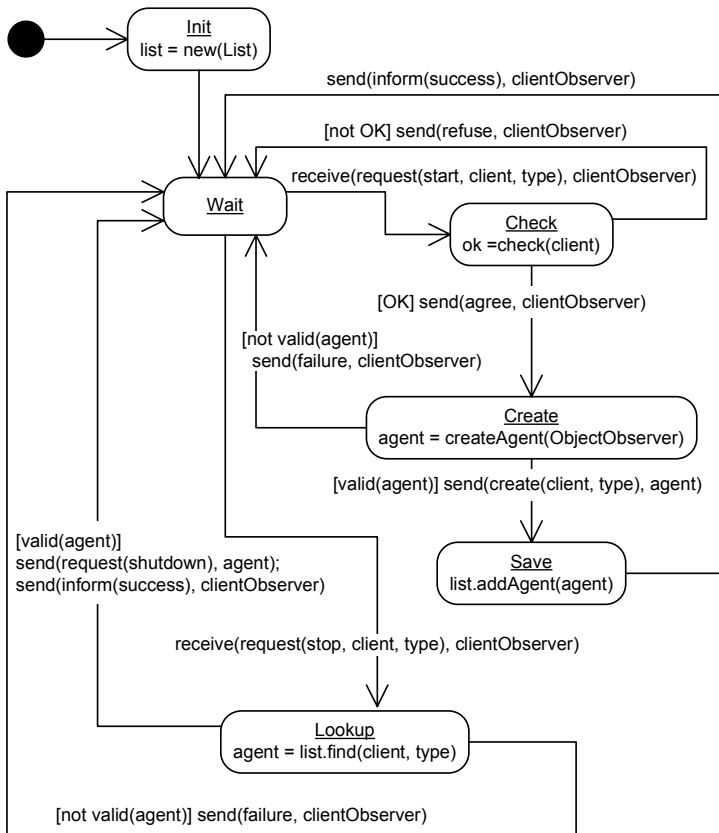 Init
list = new(List)
send(inform(success), clientObserver)
[not OK] send(refuse, clientObserver)
receive(request(start, client, type), clientObserver)
Wait
Check
ok =check(client)
[OK] send(agree, clientObserver)
[not valid(agent)]
send(failure, clientObserver)
Create
agent = createAgent(ObjectObserver)
[valid(agent)] send(create(client, type), agent)
[valid(agent)]
send(request(shutdown), agent);
send(inform(success), clientObserver)
Save
list.addAgent(agent)
receive(request(stop, client, type), clientObserver)
Lookup
agent = list.find(client, type)
[not valid(agent)] send(failure, clientObserver)